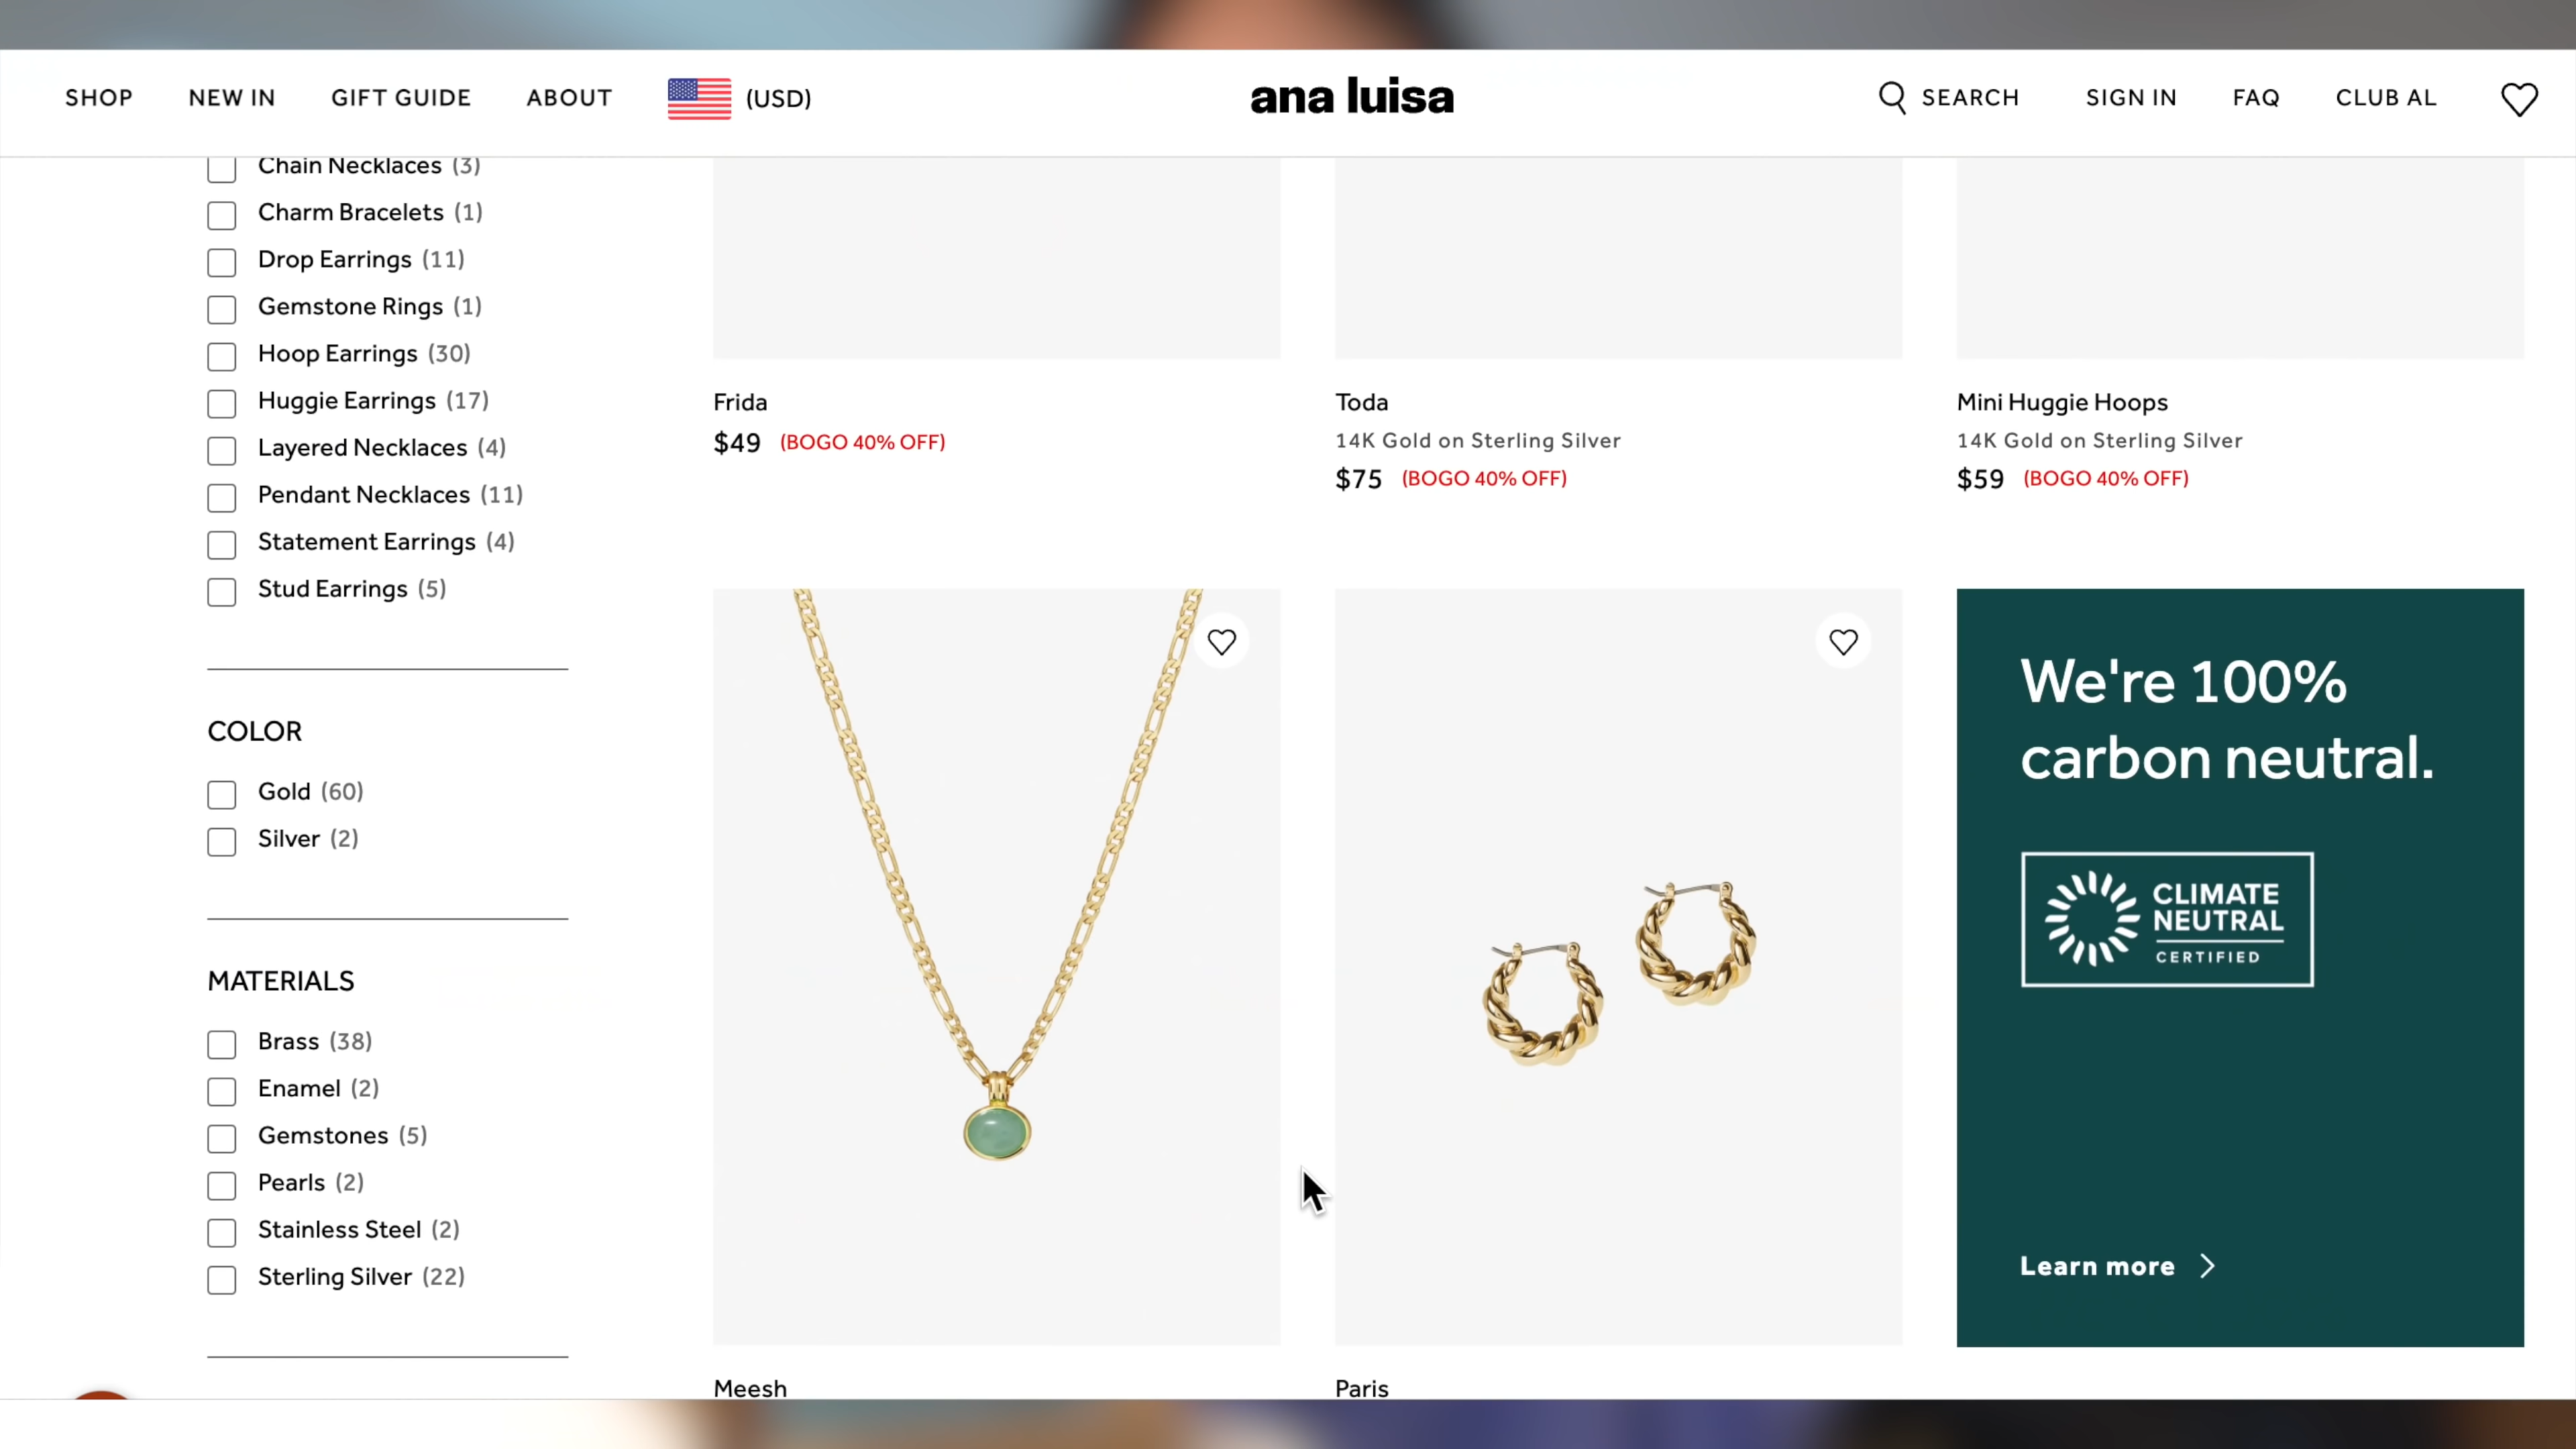 SHOP NEW IN GIFT GUIDE ABOUT (USD) ana luisa SEARCH SIGN IN FAQ CLUB AL
Chain Necklaces (3)
Charm Bracelets (1)
Drop Earrings (11)
Gemstone Rings (1)
Hoop Earrings (30)
Huggie Earrings (17)
Layered Necklaces (4)
Pendant Necklaces (11)
Statement Earrings (4)
Stud Earrings (5)
COLOR
Gold (60)
Silver (2)
MATERIALS
Brass (38)
Enamel (2)
Gemstones (5)
Pearls (2)
Stainless Steel (2)
Sterling Silver (22)
Frida
$49 (BOGO 40% OFF)
Toda
14K Gold on Sterling Silver
$75 (BOGO 40% OFF)
Mini Huggie Hoops
14K Gold on Sterling Silver
$59 (BOGO 40% OFF)
Meesh
Paris
We're 100%
carbon neutral.
CLIMATE
NEUTRAL
CERTIFIED
Learn more